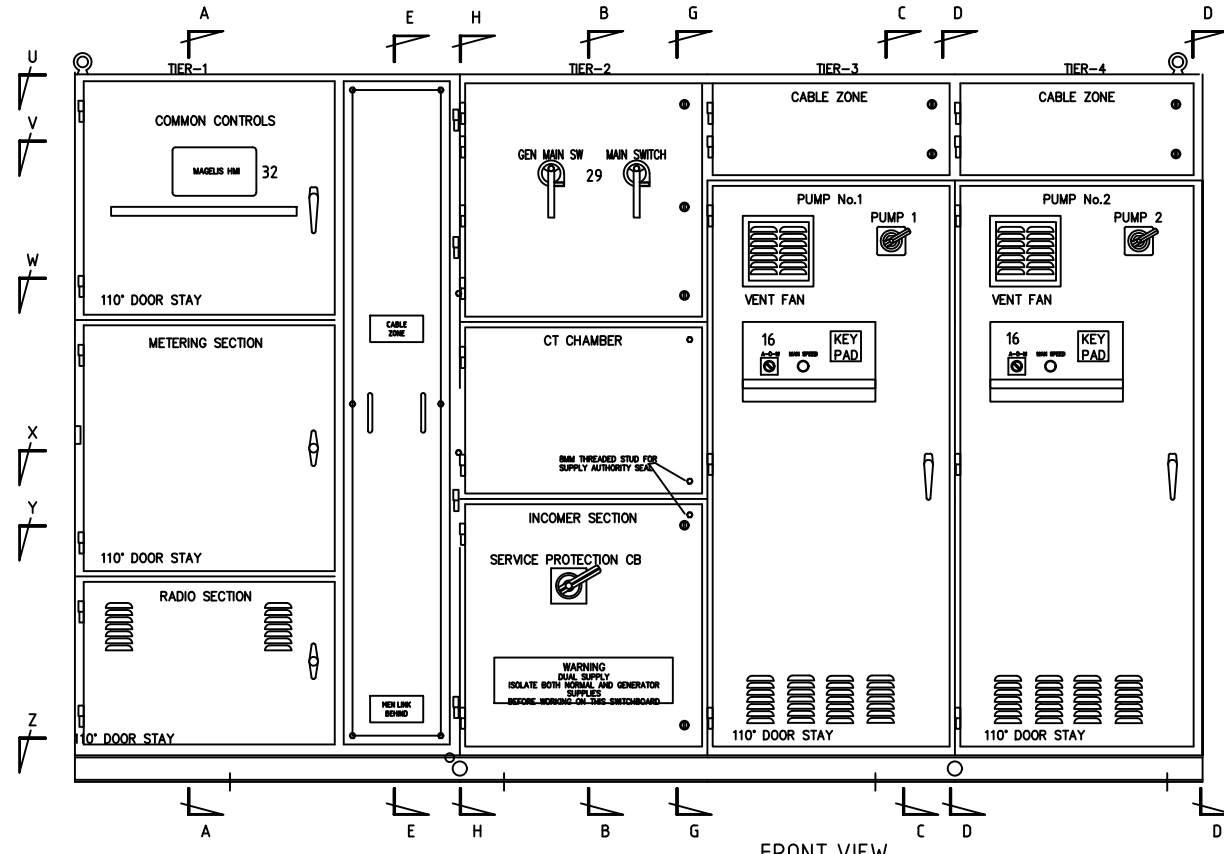 A E H B G C D D
U
TIER-1 TIER-2 TIER-3 TIER-4
CABLE ZONE CABLE ZONE
V
COMMON CONTROLS
GEN MAIN SW MAIN SWITCH
MAGELIS HMI 32
29
PUMP No.1 PUMP No.2
PUMP 1 PUMP 2
W
110° DOOR STAY
VENT FAN VENT FAN
CABLE
ZONE
METERING SECTION
CT CHAMBER
16 KEY
PAD
A-O-M MAN SPEED
16 KEY
PAD
A-O-M MAN SPEED
X
8MM THREADED STUD FOR
SUPPLY AUTHORITY SEAL
Y
INCOMER SECTION
110° DOOR STAY
SERVICE PROTECTION CB
RADIO SECTION
WARNING
DUAL SUPPLY
ISOLATE BOTH NORMAL AND GENERATOR
SUPPLIES
BEFORE WORKING ON THIS SWITCHBOARD
MEN LINK
BEHIND
Z
110° DOOR STAY
110° DOOR STAY
110° DOOR STAY
A E H B G C D D
FRONT VIEW